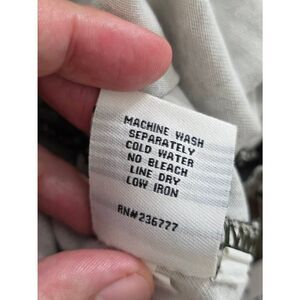 MACHINE WASH
SEPARATELY
COLD WATER
NO BLEACH
LINE DRY
LOW IRON
RN#236777